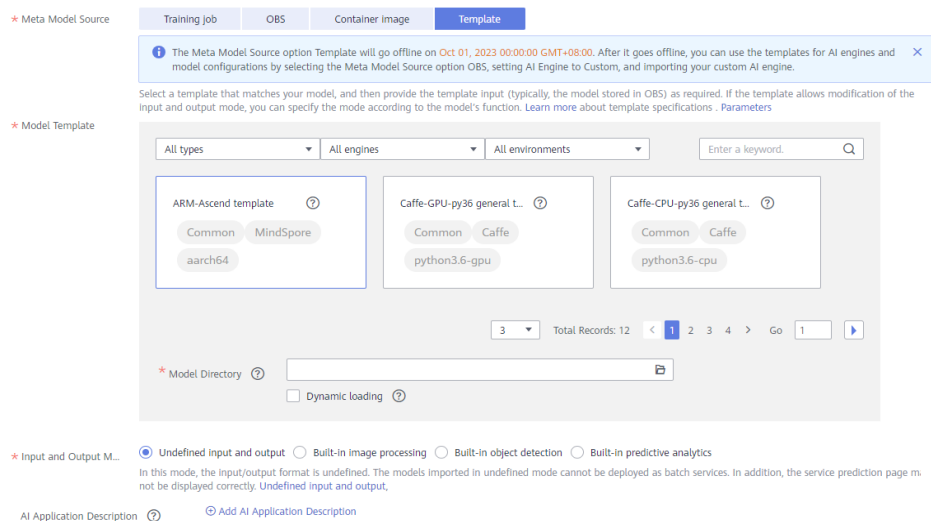 * Meta Model Source
Training job OBS Container image Template
The Meta Model Source option Template will go offline on Oct 01, 2023 00:00:00 GMT+08:00. After it goes offline, you can use the templates for AI engines and
model configurations by selecting the Meta Model Source option OBS, setting AI Engine to Custom, and importing your custom AI engine.
Select a template that matches your model, and then provide the template input (typically, the model stored in OBS) as required. If the template allows modification of the
input and output mode, you can specify the mode according to the model's function. Learn more about template specifications . Parameters
* Model Template
All types All engines All environments Enter a keyword.
ARM-Ascend template ?
Common MindSpore
aarch64
Caffe-GPU-py36 general t... ?
Common Caffe
python3.6-gpu
Caffe-CPU-py36 general t... ?
Common Caffe
python3.6-cpu
3 Total Records: 12 < 1 2 3 4 > Go 1
* Model Directory ?
Dynamic loading ?
* Input and Output M...
Undefined input and output Built-in image processing Built-in object detection Built-in predictive analytics
In this mode, the input/output format is undefined. The models imported in undefined mode cannot be deployed as batch services. In addition, the service prediction page
not be displayed correctly. Undefined input and output,
AI Application Description ?
Add AI Application Description